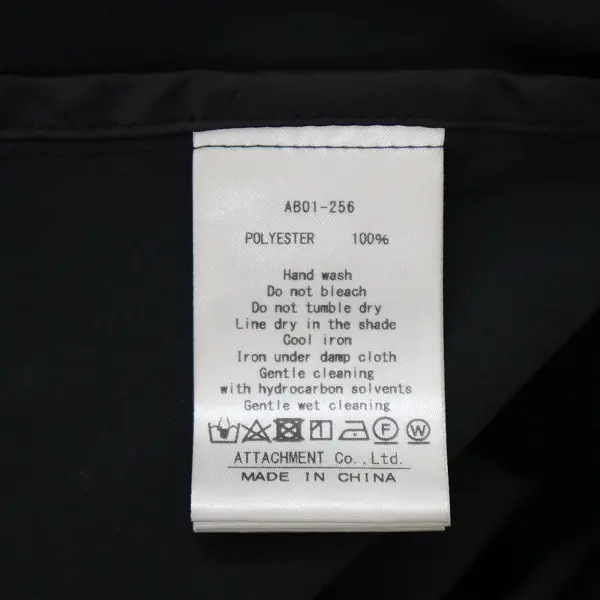 AB01-256
POLYESTER 100%
Hand wash
Do not bleach
Do not tumble dry
Line dry in the shade
Cool iron
Iron under damp cloth
Gentle cleaning
with hydrocarbon solvents
Gentle wet cleaning
F W
ATTACHMENT Co.,Ltd.
MADE IN CHINA